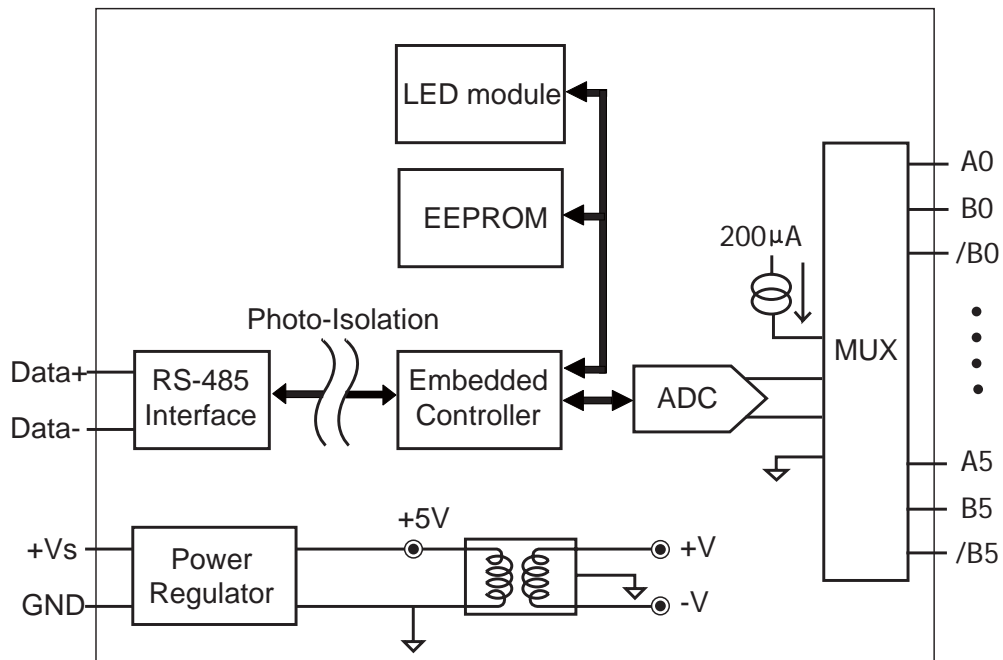 LED module
EEPROM
A0
B0
/B0
200µA
Photo-Isolation
MUX
Data+
Data-
RS-485
Interface
Embedded
Controller
ADC
A5
B5
/B5
+5V
+Vs
GND
Power
Regulator
+V
-V